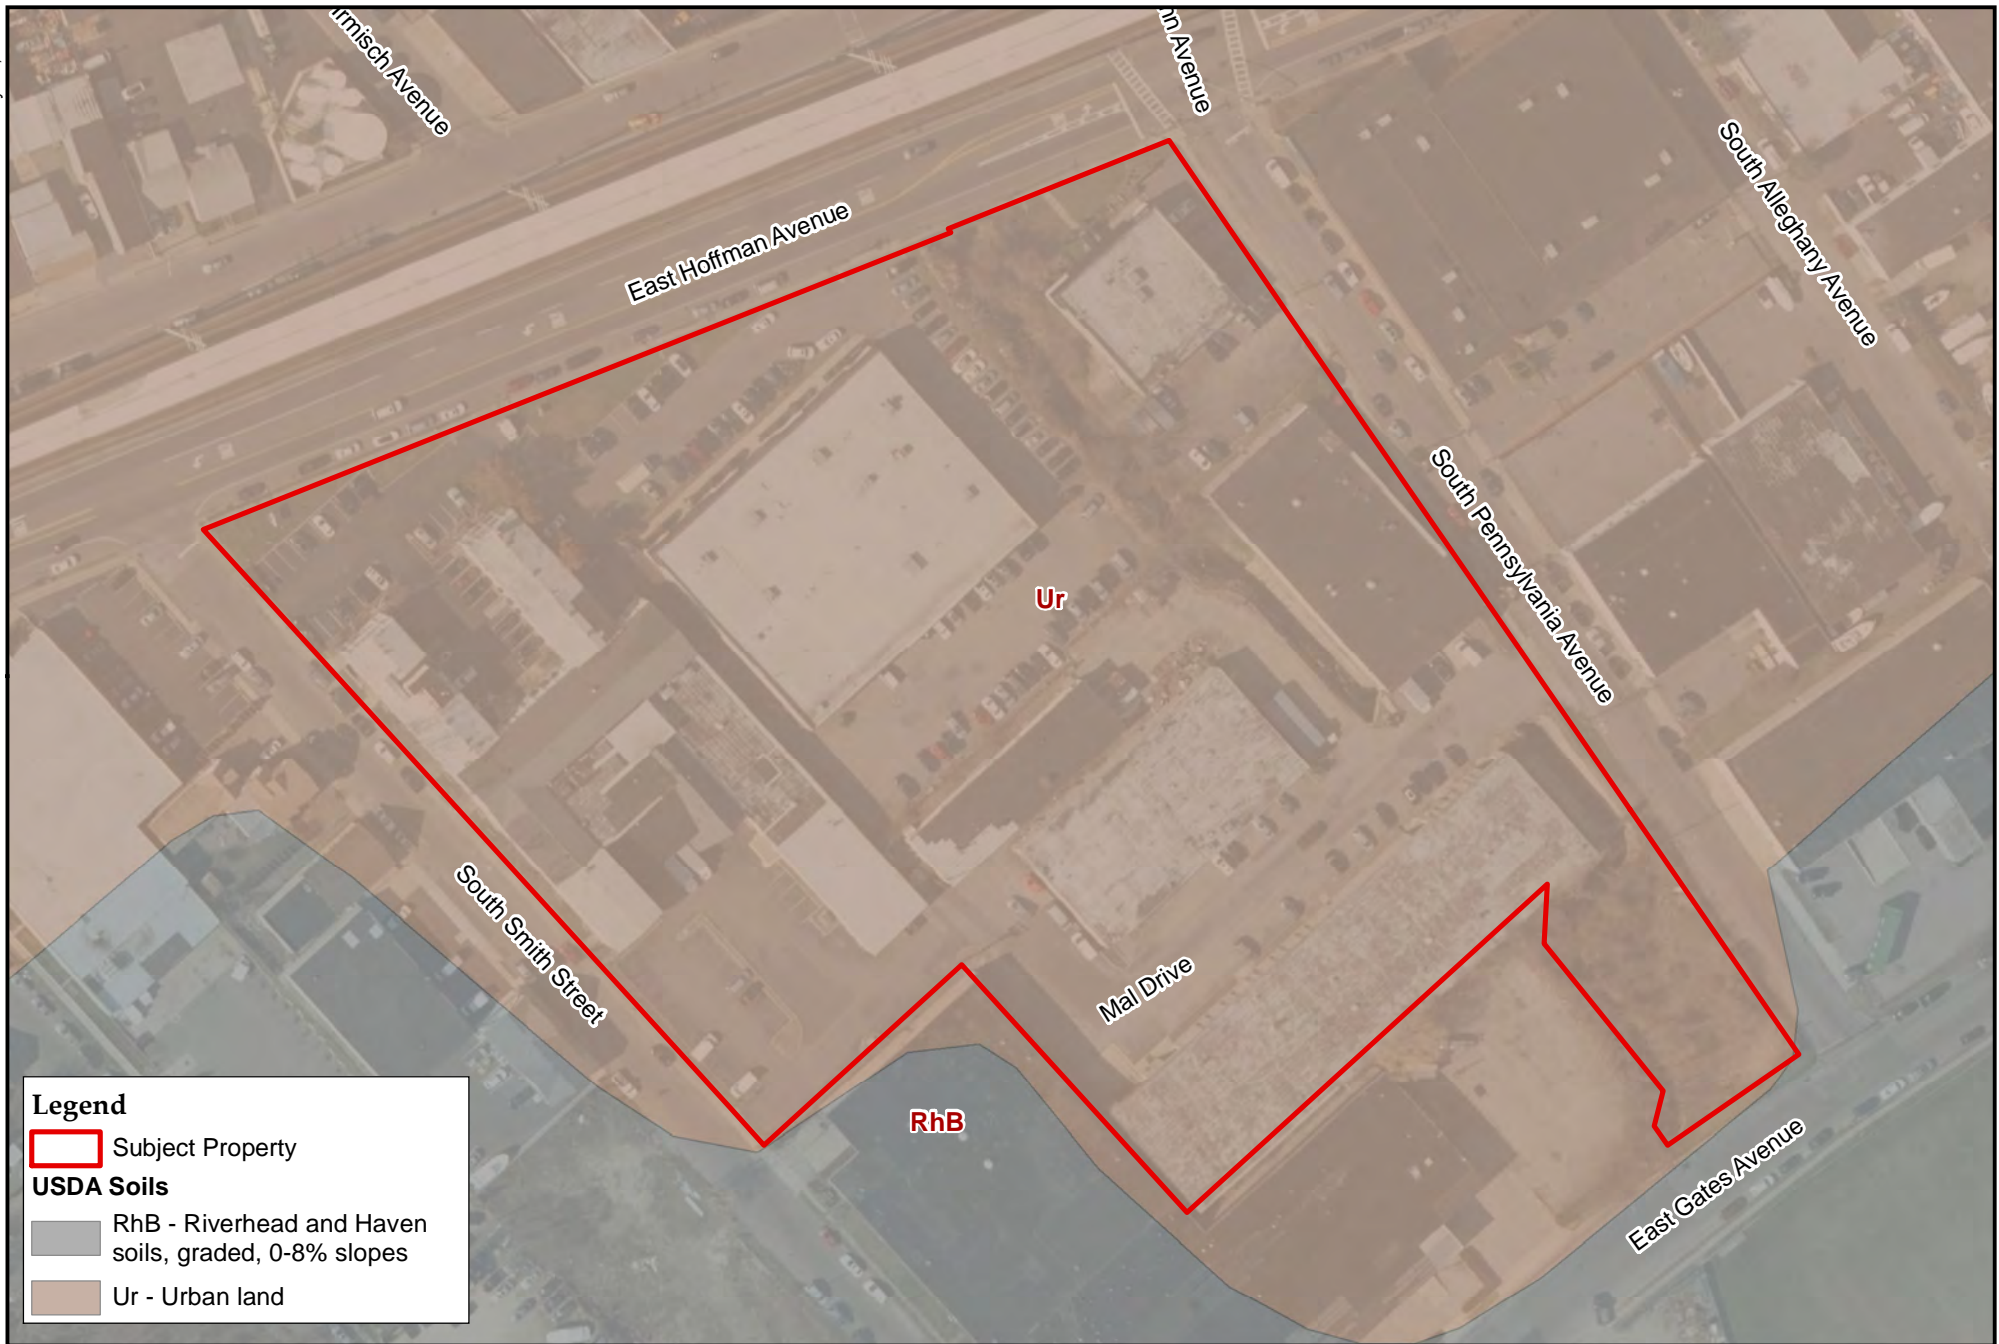 East Hoffman Avenue
South Alleghany Avenue
South Pennsylvania Avenue
Ur
South Smith Street
Mal Drive
RhB
East Gates Avenue
Legend
Subject Property
USDA Soils
RhB - Riverhead and Haven
soils, graded, 0-8% slopes
Ur - Urban land